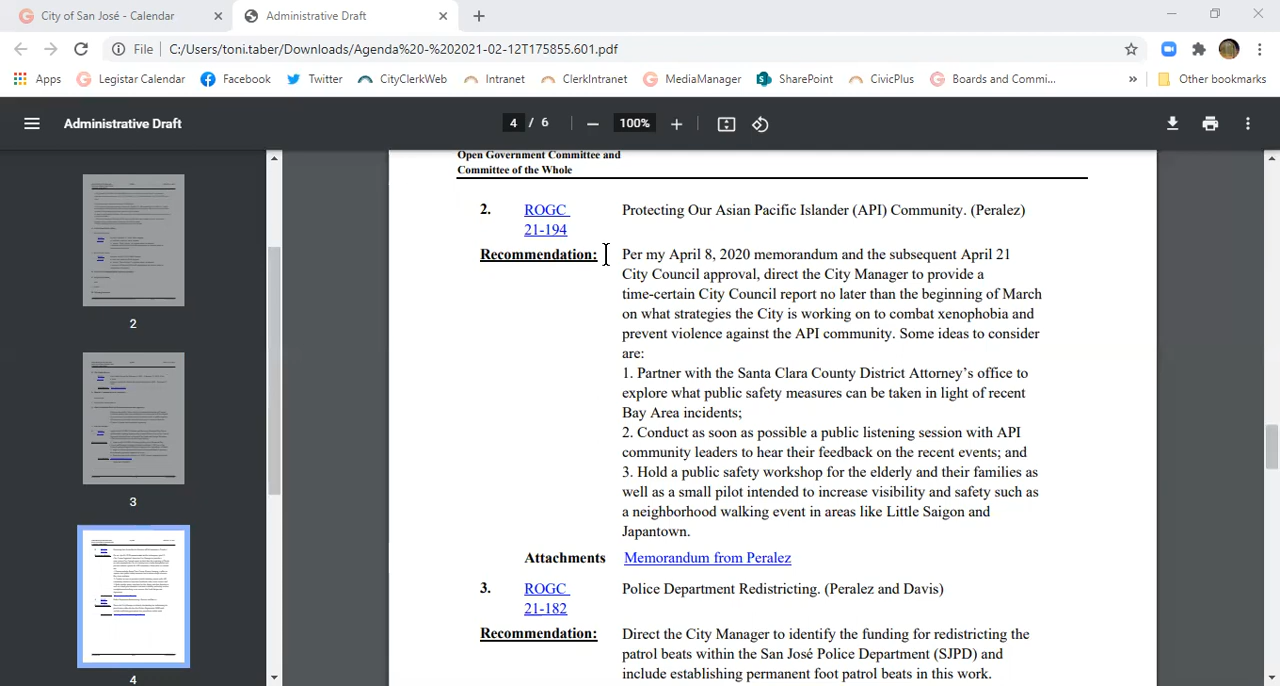 City of San José - Calendar
Administrative Draft
File
C:/Users/toni.taber/Downloads/Agenda%20-%202021-02-12T175855.601.pdf
Apps
Legistar Calendar
Facebook
Twitter
CityClerkWeb
Intranet
ClerkIntranet
MediaManager
SharePoint
CivicPlus
Boards and Commi...
»
Other bookmarks
Administrative Draft
4 / 6
100%
2
3
4
Open Government Committee and
Committee of the Whole
2. ROGC Protecting Our Asian Pacific Islander (API) Community. (Peralez)
21-194
Recommendation: Per my April 8, 2020 memorandum and the subsequent April 21
City Council approval, direct the City Manager to provide a
time-certain City Council report no later than the beginning of March
on what strategies the City is working on to combat xenophobia and
prevent violence against the API community. Some ideas to consider
are:
1. Partner with the Santa Clara County District Attorney's office to
explore what public safety measures can be taken in light of recent
Bay Area incidents;
2. Conduct as soon as possible a public listening session with API
community leaders to hear their feedback on the recent events; and
3. Hold a public safety workshop for the elderly and their families as
well as a small pilot intended to increase visibility and safety such as
a neighborhood walking event in areas like Little Saigon and
Japantown.
Attachments Memorandum from Peralez
3. ROGC Police Department Redistricting. (Peralez and Davis)
21-182
Recommendation: Direct the City Manager to identify the funding for redistricting the
patrol beats within the San José Police Department (SJPD) and
include establishing permanent foot patrol beats in this work.